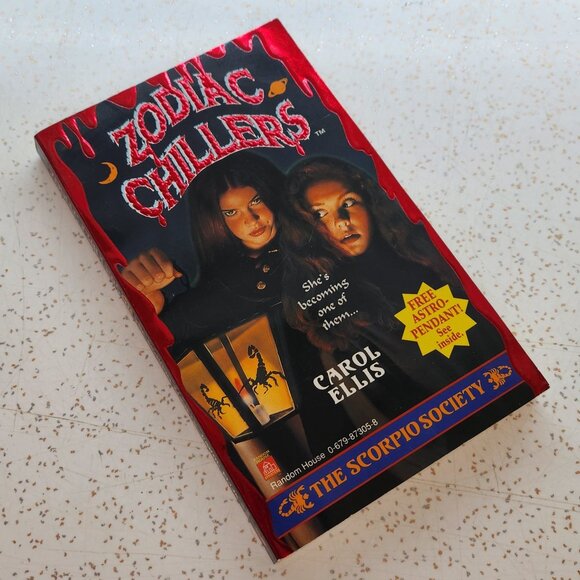 ZODIAC
CHILLERS™
She's
becoming
one of
them...
FREE
ASTRO-
PENDANT!
See
inside.
CAROL
ELLIS
Random House 0-679-87305-8
THE SCORPIO SOCIETY